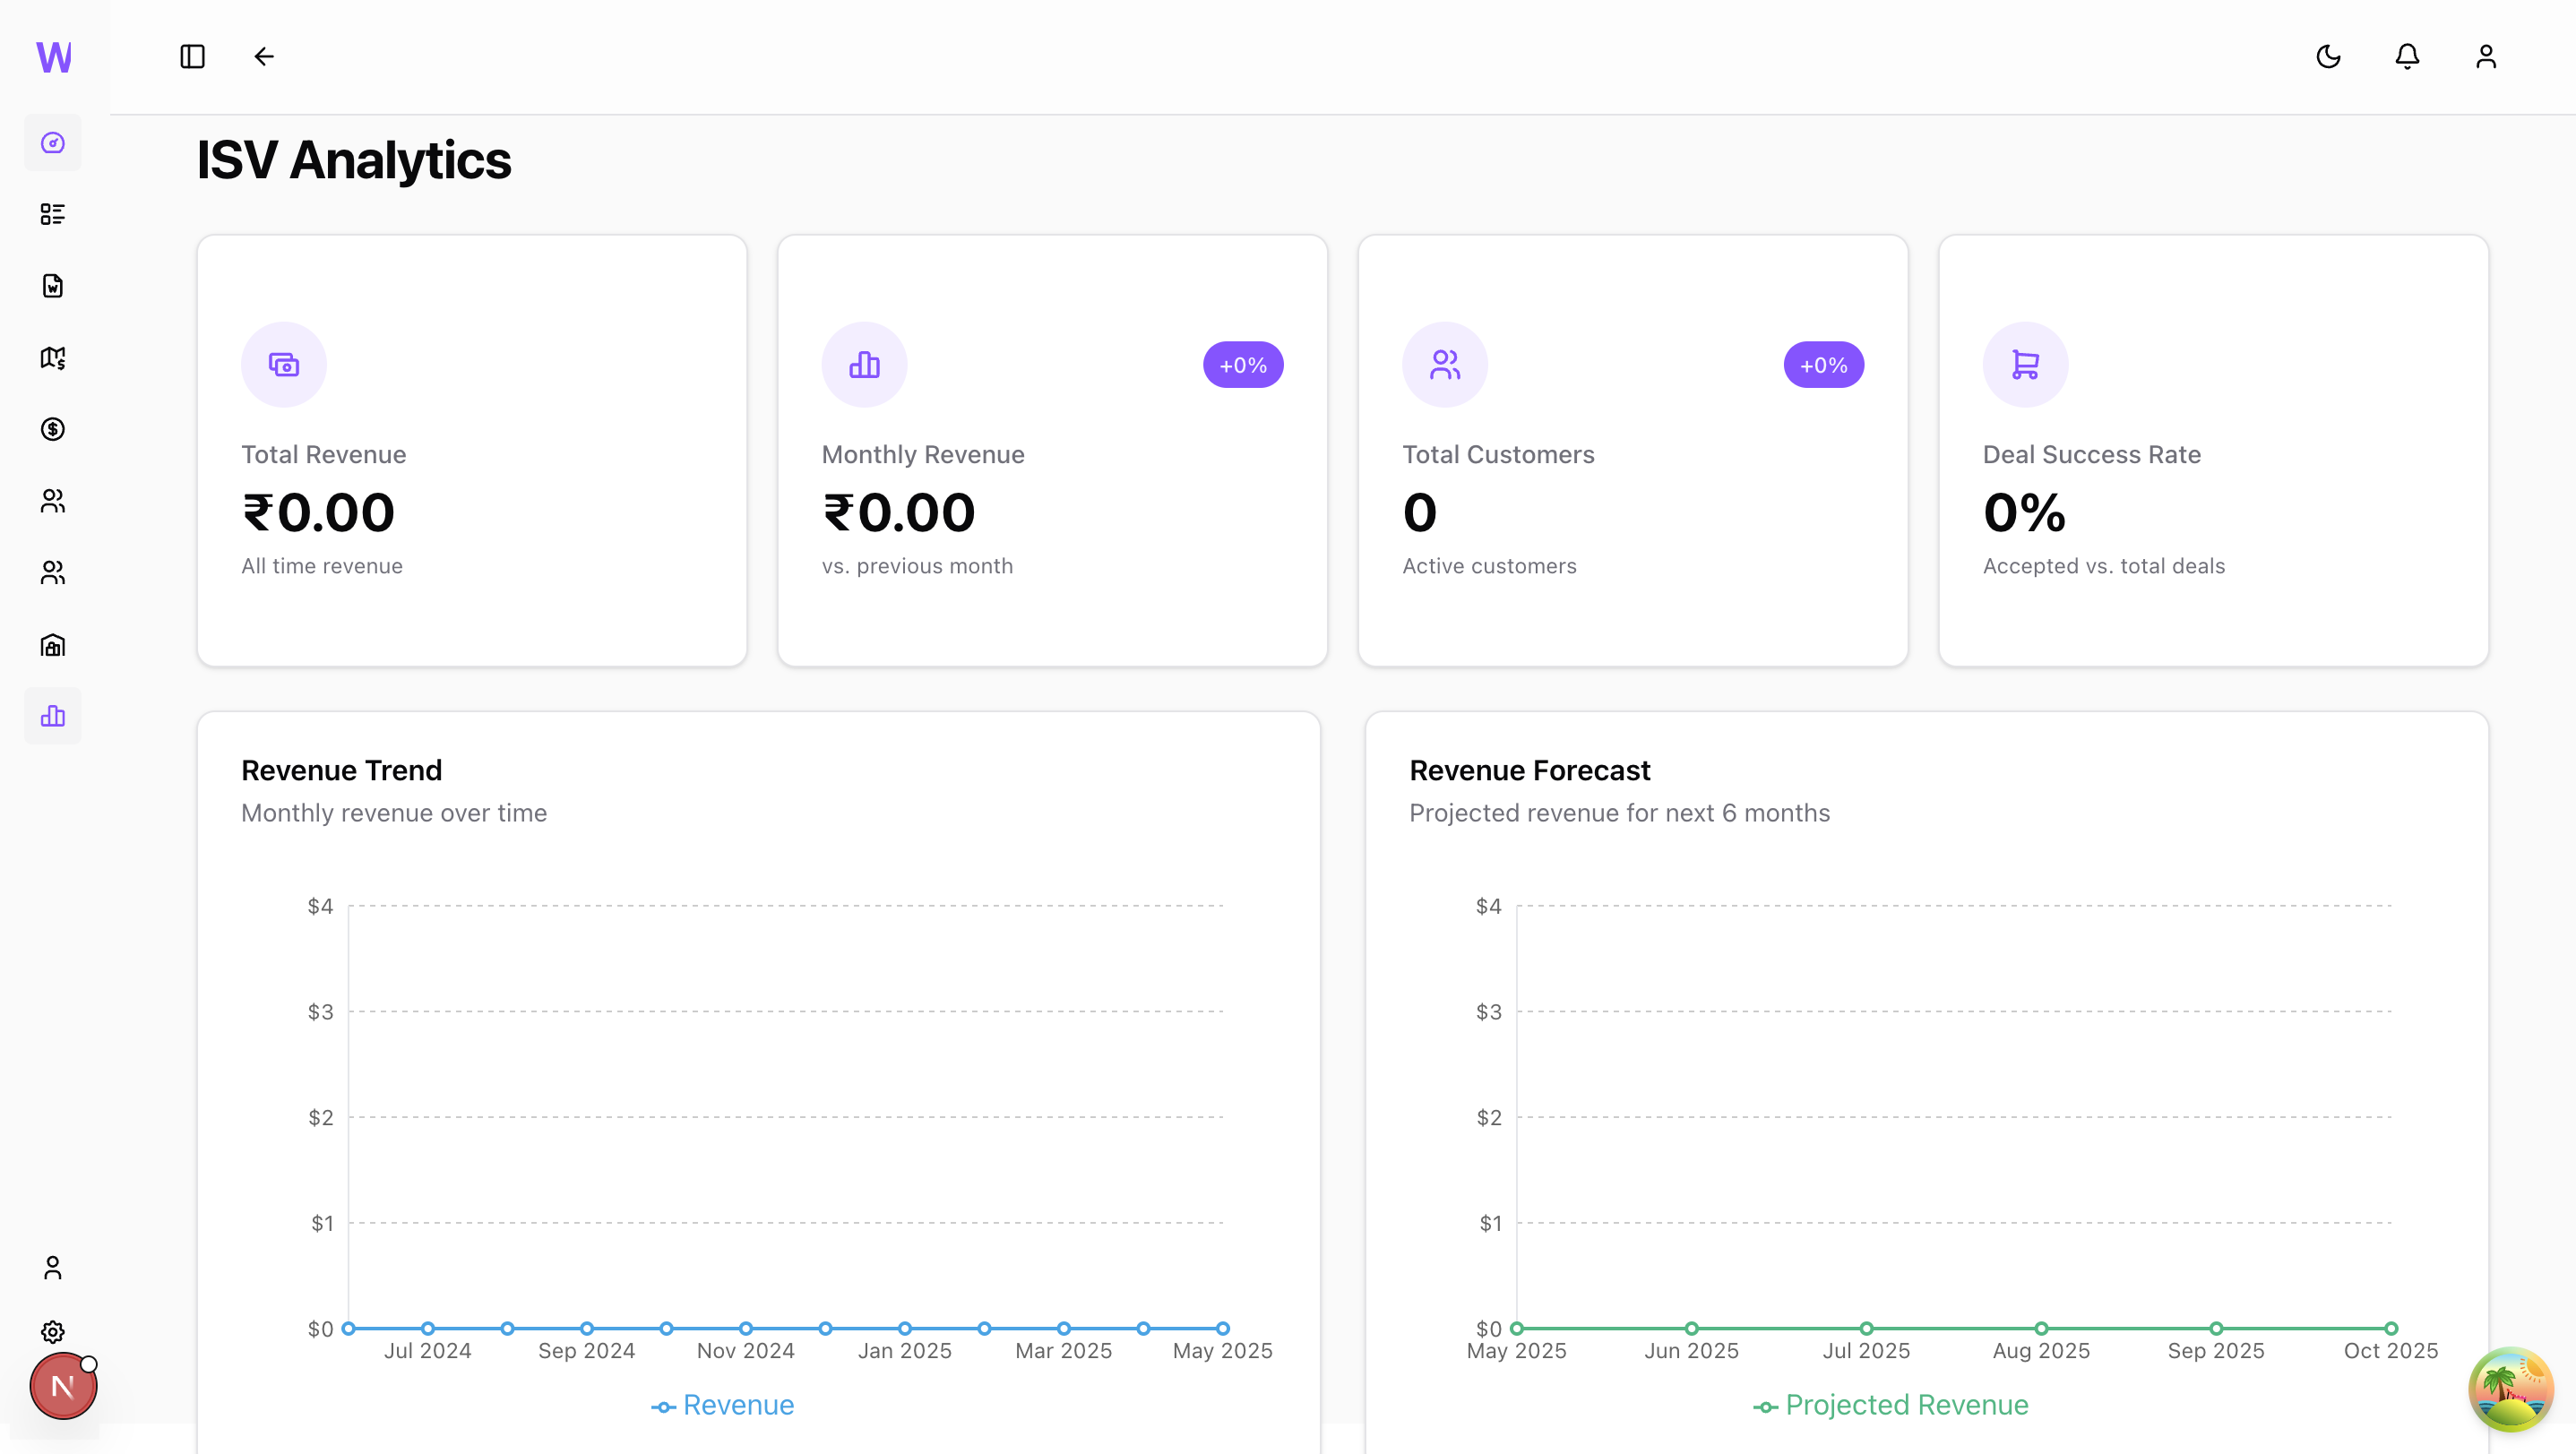 W
ISV Analytics
Total Revenue
₹0.00
All time revenue
+0%
Monthly Revenue
₹0.00
vs. previous month
+0%
Total Customers
0
Active customers
Deal Success Rate
0%
Accepted vs. total deals
Revenue Trend
Monthly revenue over time
$4
$3
$2
$1
$0
Jul 2024 Sep 2024 Nov 2024 Jan 2025 Mar 2025 May 2025
Revenue
Revenue Forecast
Projected revenue for next 6 months
$4
$3
$2
$1
$0
May 2025 Jun 2025 Jul 2025 Aug 2025 Sep 2025 Oct 2025
Projected Revenue
N